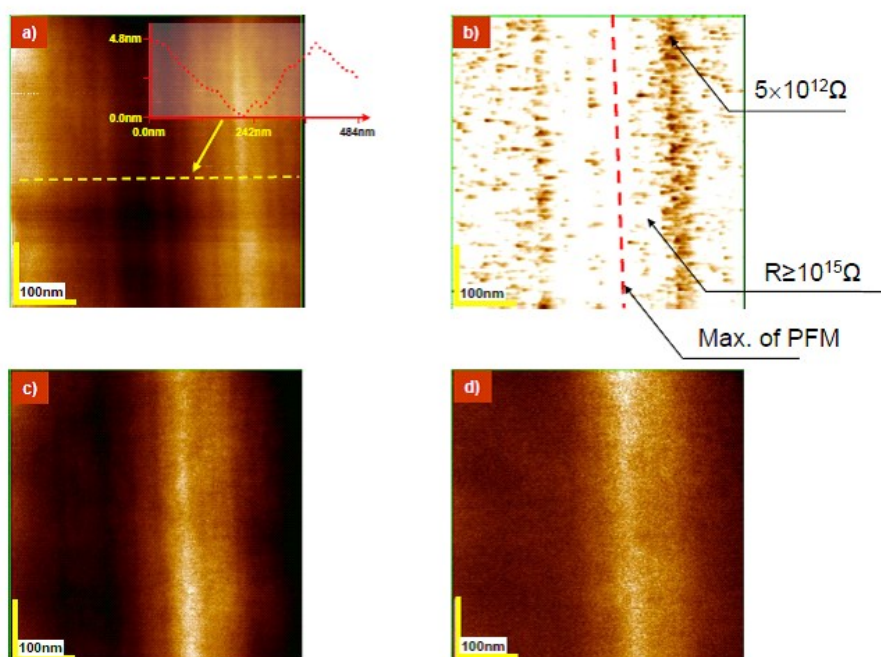 a)
4.8nm
0.0nm
0.0nm
242nm
484nm
100nm
b)
5×10¹²Ω
R≥10¹⁵Ω
100nm
Max. of PFM
c)
100nm
d)
100nm